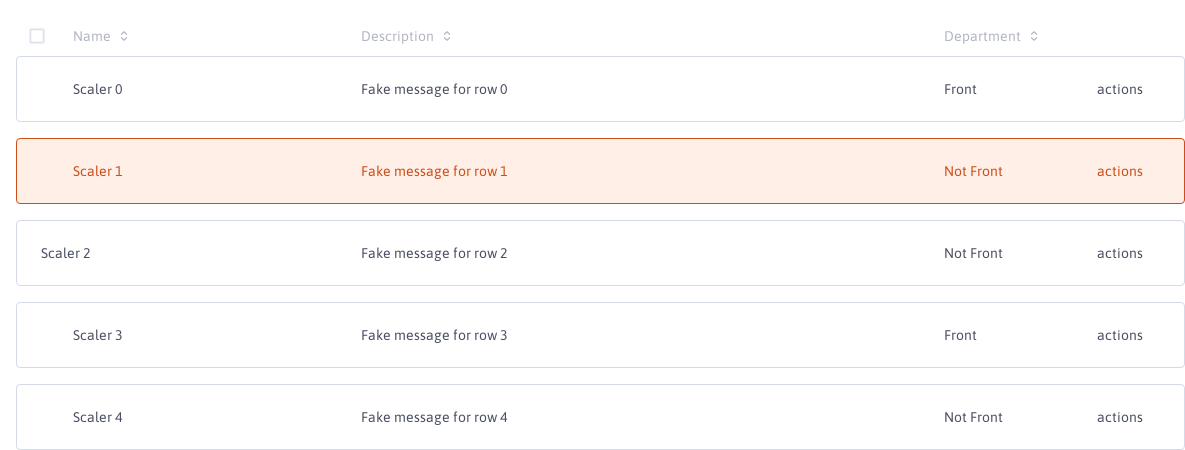 Name Description Department
Scaler 0 Fake message for row 0 Front actions
Scaler 1 Fake message for row 1 Not Front actions
Scaler 2 Fake message for row 2 Not Front actions
Scaler 3 Fake message for row 3 Front actions
Scaler 4 Fake message for row 4 Not Front actions